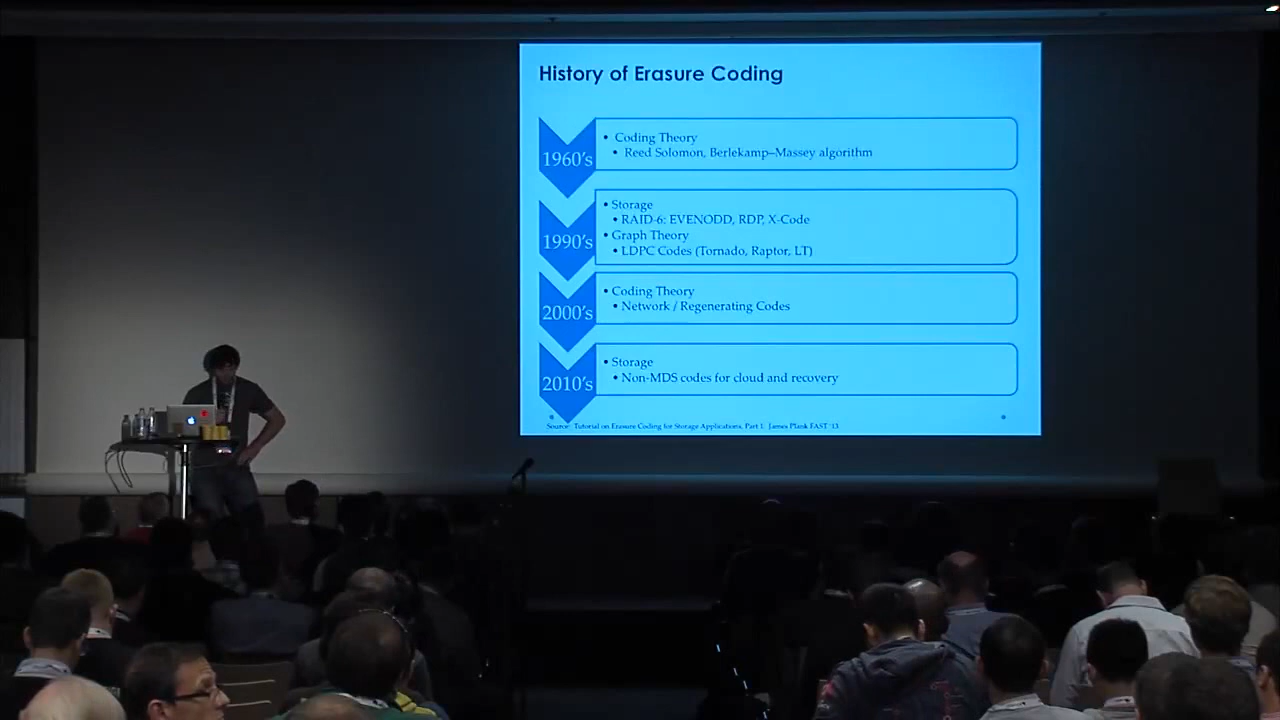 History of Erasure Coding
1960's
• Coding Theory
• Reed Solomon, Berlekamp–Massey algorithm
1990's
• Storage
• RAID-6: EVENODD, RDP, X-Code
• Graph Theory
• LDPC Codes (Tornado, Raptor, LT)
2000's
• Coding Theory
• Network / Regenerating Codes
2010's
• Storage
• Non-MDS codes for cloud and recovery
Source: Tutorial on Erasure Coding for Storage Applications, Part 1. James Plank FAST '13